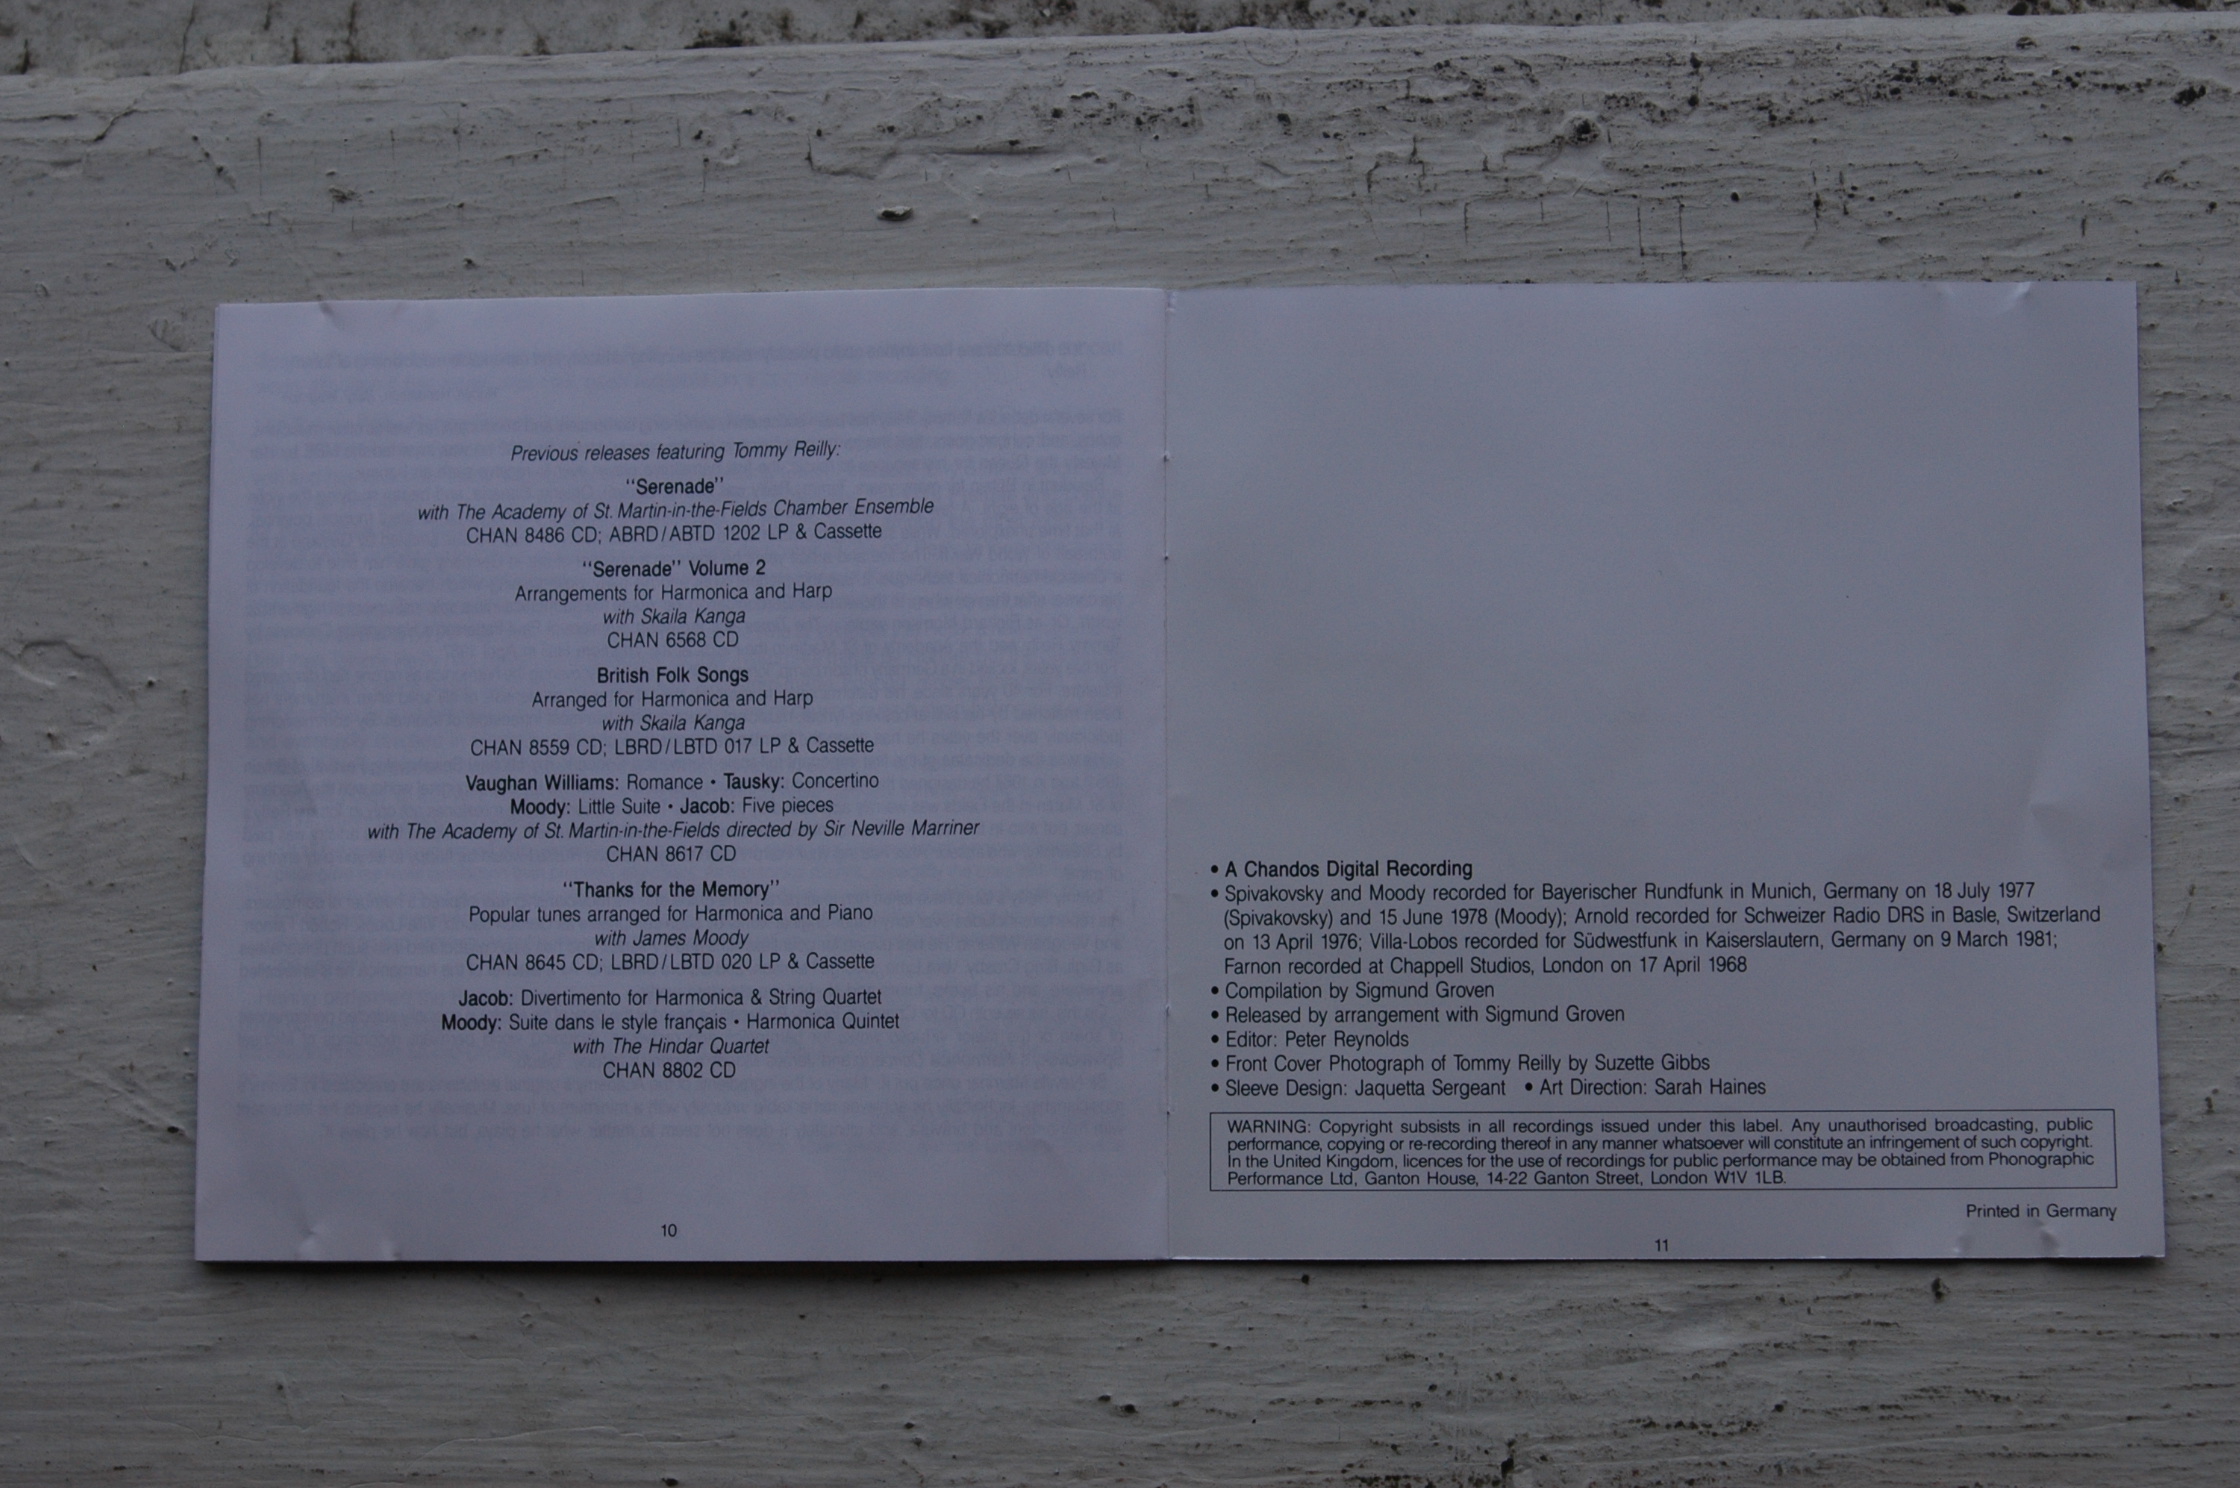 Previous releases featuring Tommy Reilly:
"Serenade"
with The Academy of St. Martin-in-the-Fields Chamber Ensemble
CHAN 8486 CD; ABRD/ABTD 1202 LP & Cassette
"Serenade" Volume 2
Arrangements for Harmonica and Harp
with Skaila Kanga
CHAN 6568 CD
British Folk Songs
Arranged for Harmonica and Harp
with Skaila Kanga
CHAN 8559 CD; LBRD/LBTD 017 LP & Cassette
Vaughan Williams: Romance • Tausky: Concertino
Moody: Little Suite • Jacob: Five pieces
with The Academy of St. Martin-in-the-Fields directed by Sir Neville Marriner
CHAN 8617 CD
"Thanks for the Memory"
Popular tunes arranged for Harmonica and Piano
with James Moody
CHAN 8645 CD; LBRD/LBTD 020 LP & Cassette
Jacob: Divertimento for Harmonica & String Quartet
Moody: Suite dans le style français • Harmonica Quintet
with The Hindar Quartet
CHAN 8802 CD
10
• A Chandos Digital Recording
• Spivakovsky and Moody recorded for Bayerischer Rundfunk in Munich, Germany on 18 July 1977
(Spivakovsky) and 15 June 1978 (Moody); Arnold recorded for Schweizer Radio DRS in Basle, Switzerland
on 13 April 1976; Villa-Lobos recorded for Südwestfunk in Kaiserslautern, Germany on 9 March 1981;
Farnon recorded at Chappell Studios, London on 17 April 1968
• Compilation by Sigmund Groven
• Released by arrangement with Sigmund Groven
• Editor: Peter Reynolds
• Front Cover Photograph of Tommy Reilly by Suzette Gibbs
• Sleeve Design: Jaquetta Sergeant • Art Direction: Sarah Haines
WARNING: Copyright subsists in all recordings issued under this label. Any unauthorised broadcasting, public
performance, copying or re-recording thereof in any manner whatsoever will constitute an infringement of such copyright.
In the United Kingdom, licences for the use of recordings for public performance may be obtained from Phonographic
Performance Ltd, Ganton House, 14-22 Ganton Street, London W1V 1LB.
Printed in Germany
11